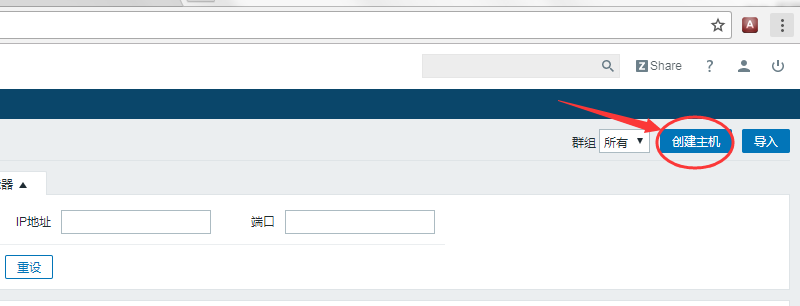 A
Z Share ?
群组 所有 创建主机 导入
器
IP地址 端口
重设